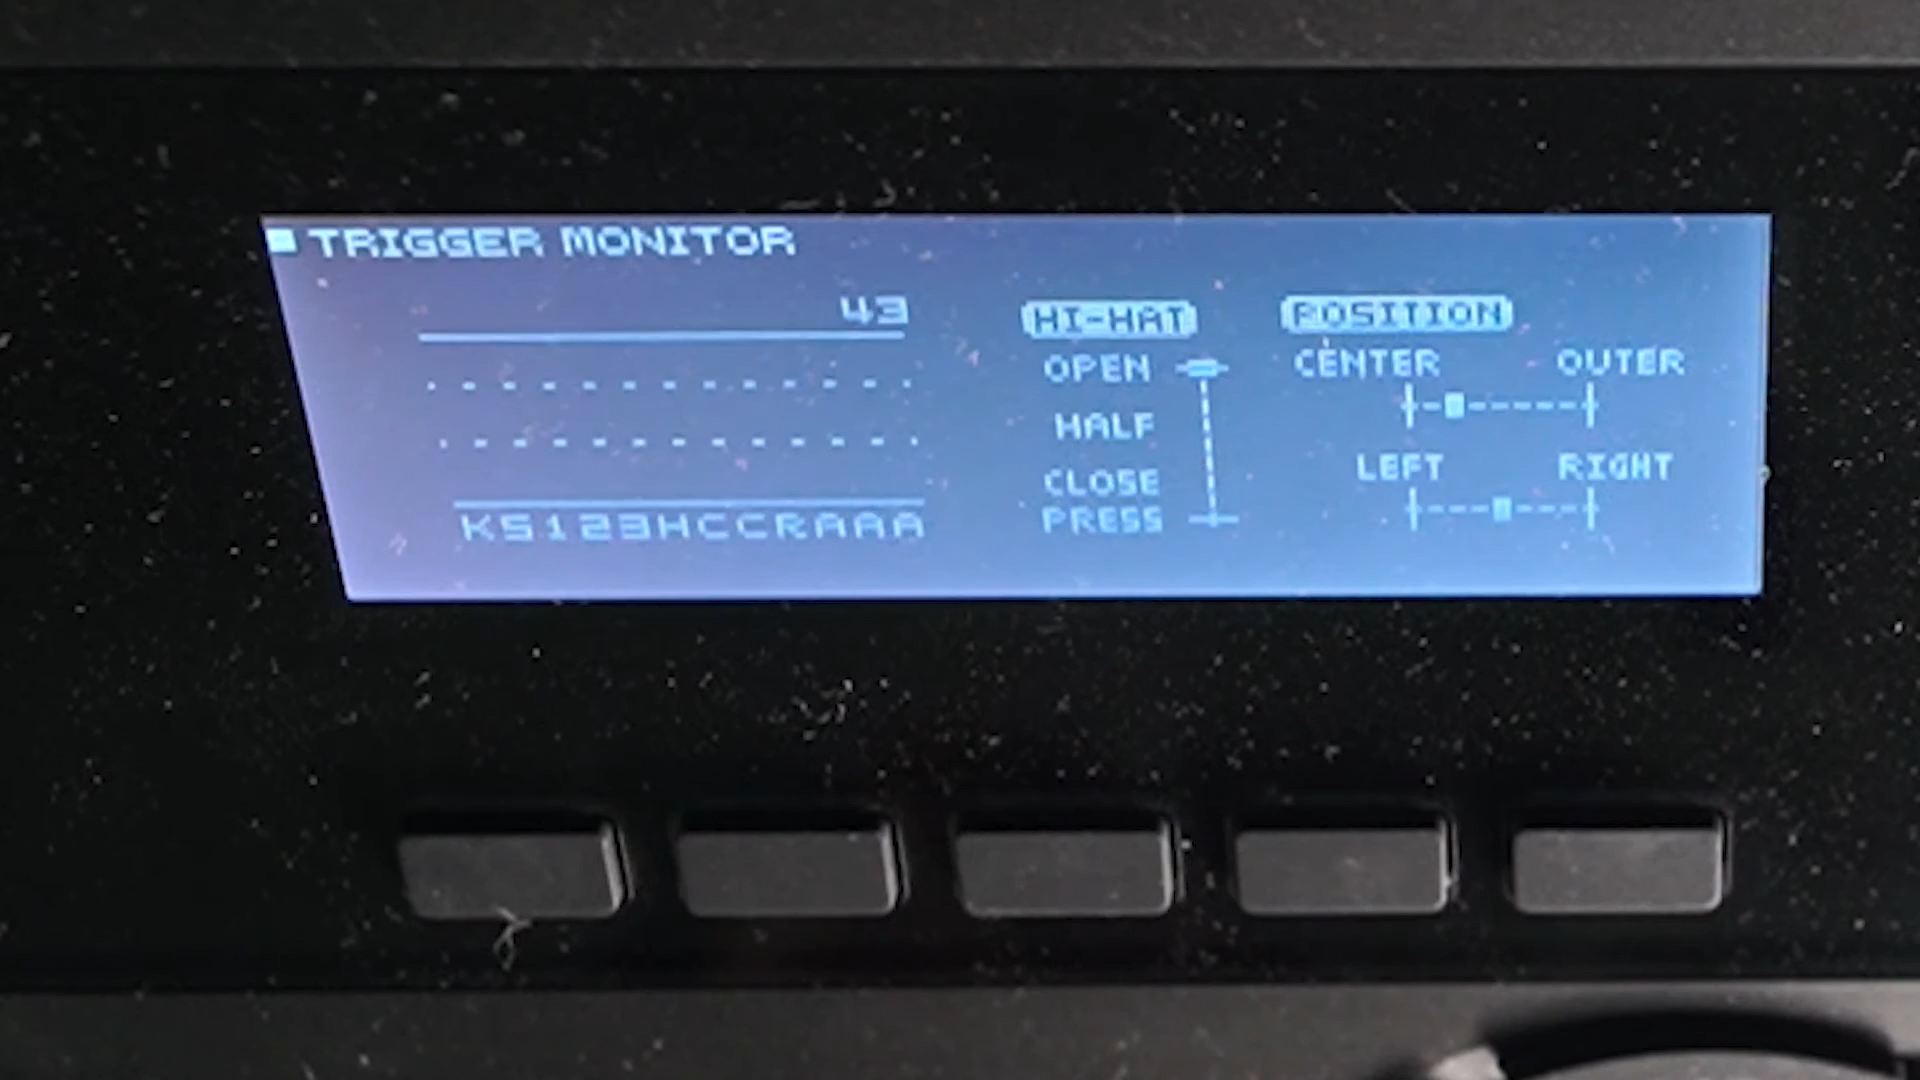 TRIGGER MONITOR
43
KS123HCCRAAA
HI-HAT
OPEN
HALF
CLOSE
PRESS
POSITION
CENTER OUTER
LEFT RIGHT